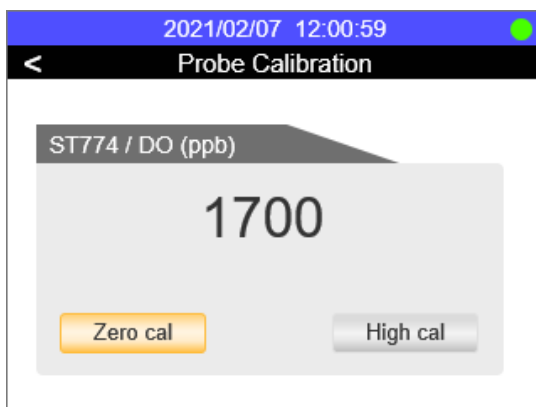 2021/02/07 12:00:59
< Probe Calibration
ST774 / DO (ppb)
1700
Zero cal High cal